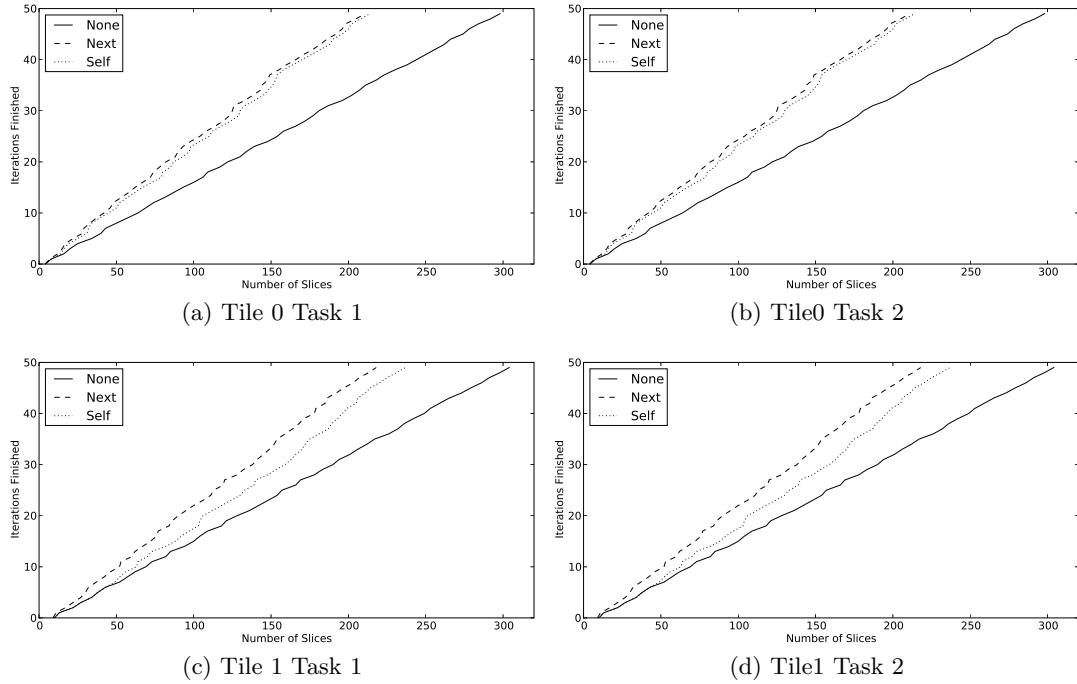 50
40
30
20
10
0
Iterations Finished
None
Next
Self
0 50 100 150 200 250 300
Number of Slices
(a) Tile 0 Task 1
50
40
30
20
10
0
Iterations Finished
None
Next
Self
0 50 100 150 200 250 300
Number of Slices
(b) Tile0 Task 2
50
40
30
20
10
0
Iterations Finished
None
Next
Self
0 50 100 150 200 250 300
Number of Slices
(c) Tile 1 Task 1
50
40
30
20
10
0
Iterations Finished
None
Next
Self
0 50 100 150 200 250 300
Number of Slices
(d) Tile1 Task 2